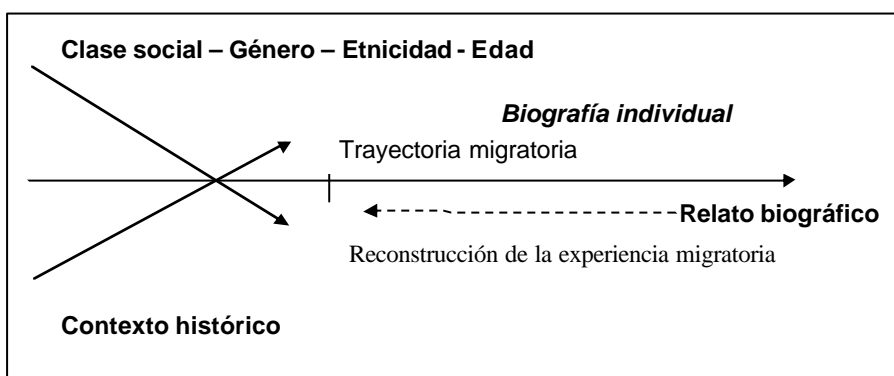 Clase social – Género – Etnicidad - Edad
Biografía individual
Trayectoria migratoria
Relato biográfico
Reconstrucción de la experiencia migratoria
Contexto histórico